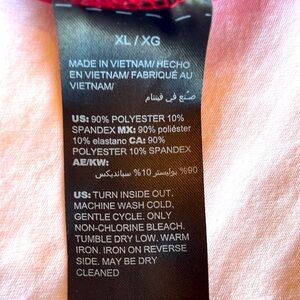 XL / XG
MADE IN VIETNAM/ HECHO
EN VIETNAM/ FABRIQUÉ AU
VIETNAM/
صنع في فيتنام
US: 90% POLYESTER 10%
SPANDEX MX: 90% poliéster
10% elastano CA: 90%
POLYESTER 10% SPANDEX
AE/KW:
90% بوليستر 10% سبانديكس
US: TURN INSIDE OUT,
MACHINE WASH COLD,
GENTLE CYCLE. ONLY
NON-CHLORINE BLEACH.
TUMBLE DRY LOW. WARM
IRON. IRON ON REVERSE
SIDE. MAY BE DRY
CLEANED